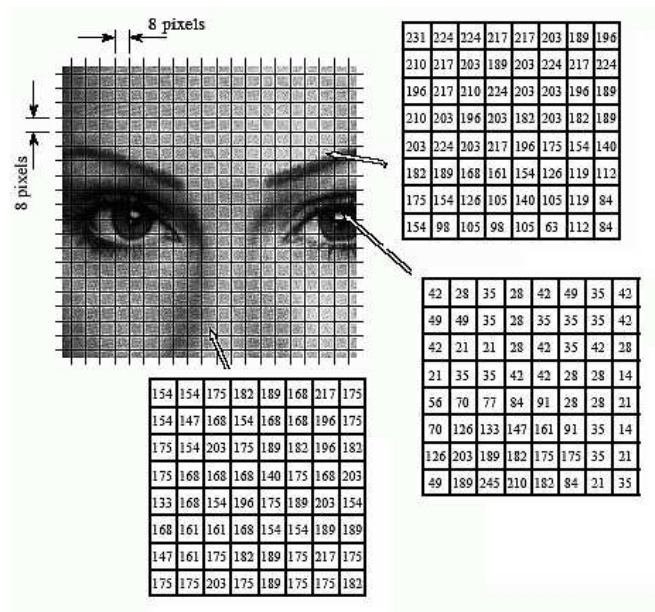 8 pixels
8 pixels
231 224 224 217 217 203 189 196
210 217 203 189 203 224 217 224
196 217 210 224 203 203 196 189
210 203 196 203 182 203 182 189
203 224 203 217 196 175 154 140
182 189 168 161 154 126 119 112
175 154 126 105 140 105 119 84
154 98 105 98 105 63 112 84
42 28 35 28 42 49 35 42
49 49 35 28 35 35 35 42
42 21 21 28 42 35 42 28
21 35 35 42 42 28 28 14
56 70 77 84 91 28 28 21
70 126 133 147 161 91 35 14
126 203 189 182 175 175 35 21
49 189 245 210 182 84 21 35
154 154 175 182 189 168 217 175
154 147 168 154 168 168 196 175
175 154 203 175 189 182 196 182
175 168 168 168 140 175 168 203
133 168 154 196 175 189 203 154
168 161 161 168 154 154 189 189
147 161 175 182 189 175 217 175
175 175 203 175 189 175 175 182